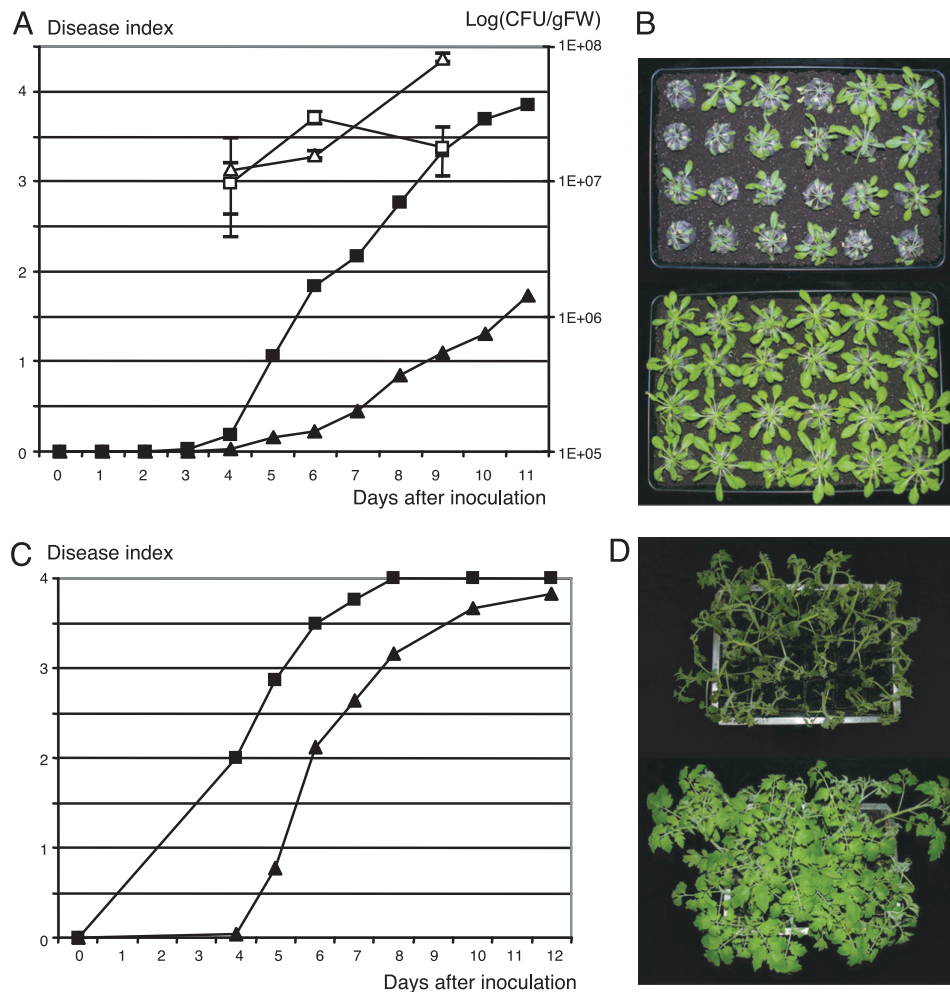 A Disease index Log(CFU/gFW) B
4 1E+08
3 1E+07
2
1 1E+06
0 1E+05
0 1 2 3 4 5 6 7 8 9 10 11
Days after inoculation
C Disease index D
4
3
2
1
0
0 1 2 3 4 5 6 7 8 9 10 11 12
Days after inoculation